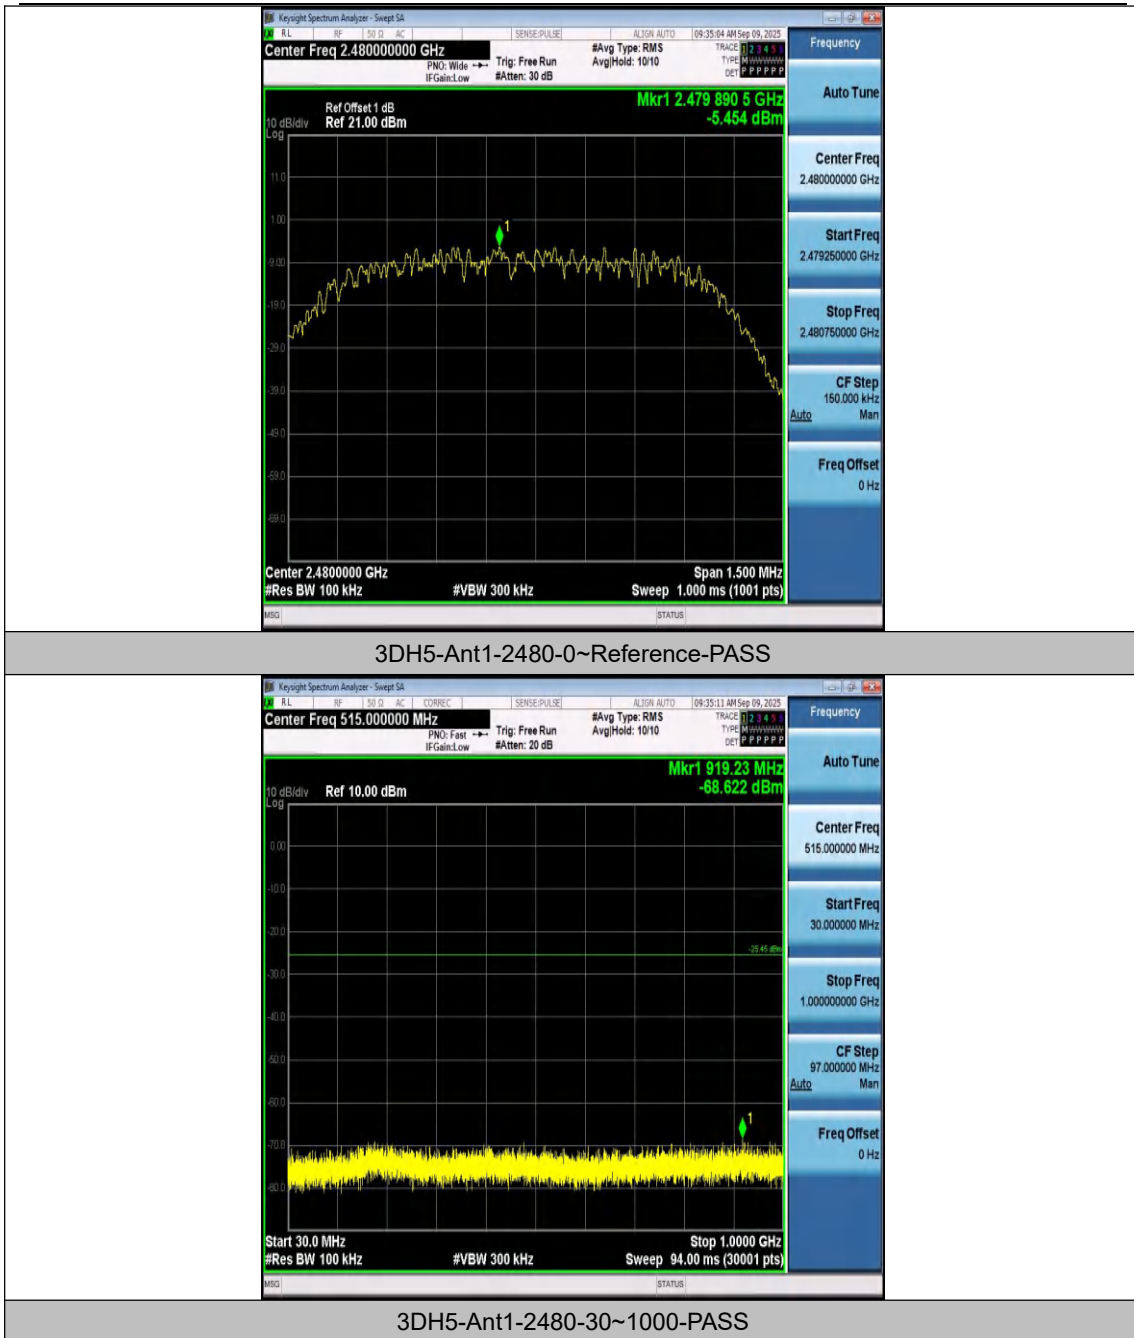 Keysight Spectrum Analyzer - Swept SA
RL RF 50 Ω AC SENSE:PULSE ALIGN AUTO 09:35:04 AM Sep 09, 2025
Center Freq 2.480000000 GHz
PNO: Wide
IFGain:Low
Trig: Free Run
#Atten: 30 dB
#Avg Type: RMS
Avg|Hold: 10/10
TRACE 1 2 3 4 5 6
TYPE M W W W W W
DET P P P P P P
Mkr1 2.479 890 5 GHz
-5.454 dBm
Ref Offset 1 dB
10 dB/div Ref 21.00 dBm
Log
11.0
1.00
-9.00
-19.0
-29.0
-39.0
-49.0
-59.0
-69.0
1
Center 2.4800000 GHz Span 1.500 MHz
#Res BW 100 kHz #VBW 300 kHz Sweep 1.000 ms (1001 pts)
MSG STATUS
Frequency
Auto Tune
Center Freq
2.480000000 GHz
Start Freq
2.479250000 GHz
Stop Freq
2.480750000 GHz
CF Step
150.000 kHz
Auto Man
Freq Offset
0 Hz
3DH5-Ant1-2480-0~Reference-PASS
Keysight Spectrum Analyzer - Swept SA
RL RF 50 Ω AC CORREC SENSE:PULSE ALIGN AUTO 09:35:11 AM Sep 09, 2025
Center Freq 515.000000 MHz
PNO: Fast
IFGain:Low
Trig: Free Run
#Atten: 20 dB
#Avg Type: RMS
Avg|Hold: 10/10
TRACE 1 2 3 4 5 6
TYPE M W W W W W
DET P P P P P P
Mkr1 919.23 MHz
-68.622 dBm
10 dB/div Ref 10.00 dBm
Log
0.00
-10.0
-20.0
-25.45 dBm
-30.0
-40.0
-50.0
-60.0
-70.0
-80.0
1
Start 30.0 MHz Stop 1.0000 GHz
#Res BW 100 kHz #VBW 300 kHz Sweep 94.00 ms (30001 pts)
MSG STATUS
Frequency
Auto Tune
Center Freq
515.000000 MHz
Start Freq
30.000000 MHz
Stop Freq
1.000000000 GHz
CF Step
97.000000 MHz
Auto Man
Freq Offset
0 Hz
3DH5-Ant1-2480-30~1000-PASS